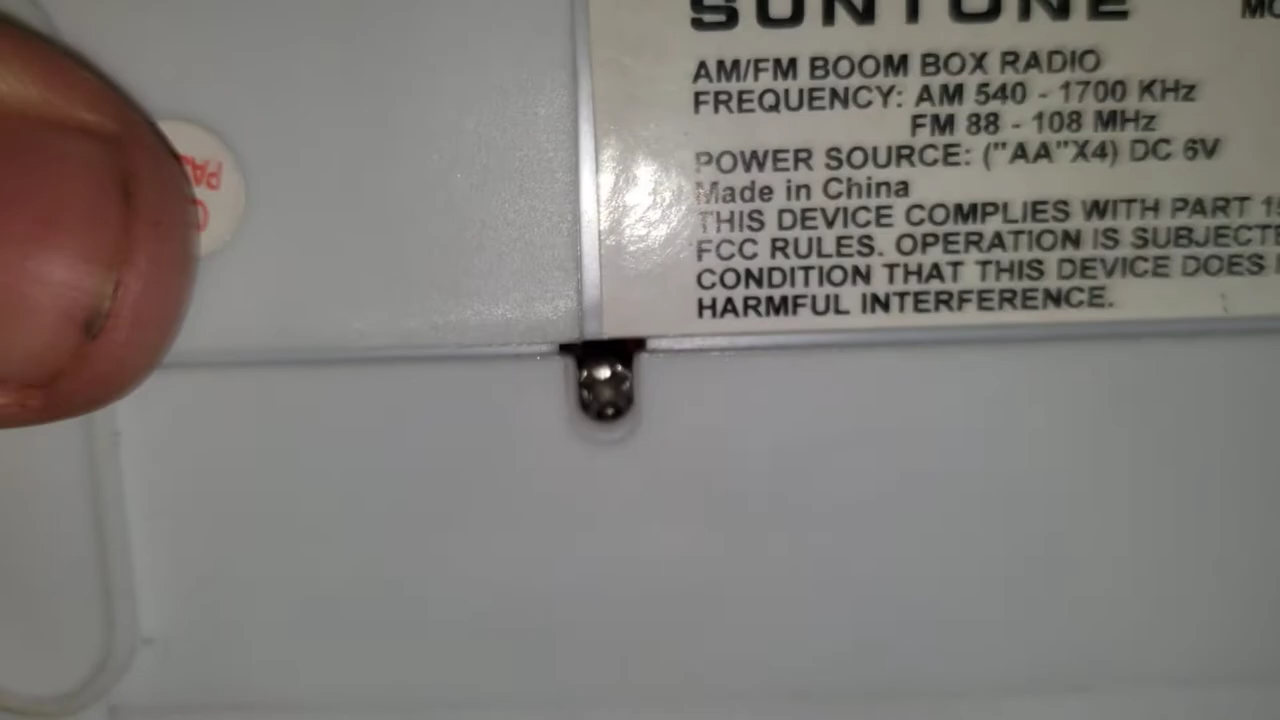 SUNTONE
AM/FM BOOM BOX RADIO
FREQUENCY: AM 540 - 1700 KHz
FM 88 - 108 MHz
POWER SOURCE: ("AA"X4) DC 6V
Made in China
THIS DEVICE COMPLIES WITH PART
FCC RULES. OPERATION IS SUBJECTE
CONDITION THAT THIS DEVICE DOES
HARMFUL INTERFERENCE.